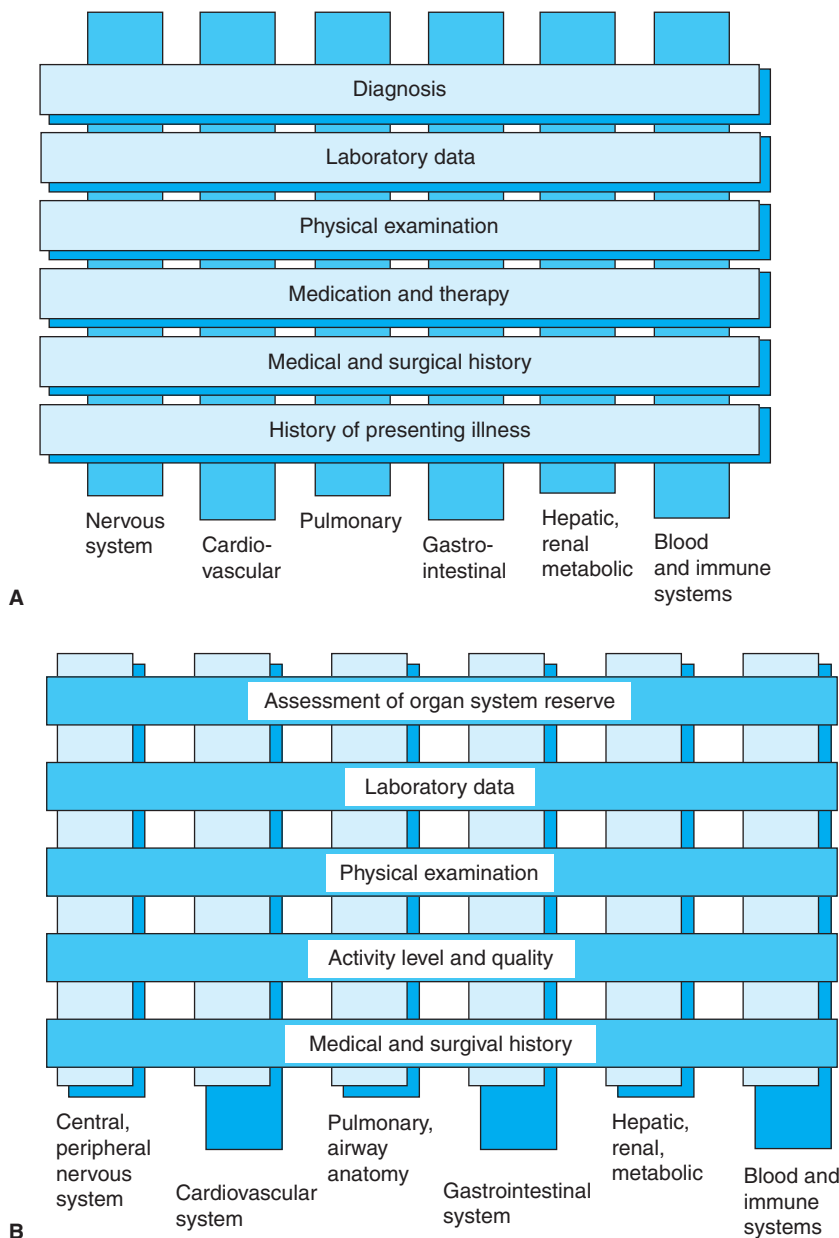 Diagnosis
Laboratory data
Physical examination
Medication and therapy
Medical and surgical history
History of presenting illness
Nervous
system
Cardio-
vascular
Pulmonary
Gastro-
intestinal
Hepatic,
renal
metabolic
Blood
and immune
systems
A
Assessment of organ system reserve
Laboratory data
Physical examination
Activity level and quality
Medical and surgival history
Central,
peripheral
nervous
system
Cardiovascular
system
Pulmonary,
airway
anatomy
Gastrointestinal
system
Hepatic,
renal,
metabolic
Blood and
immune
systems
B